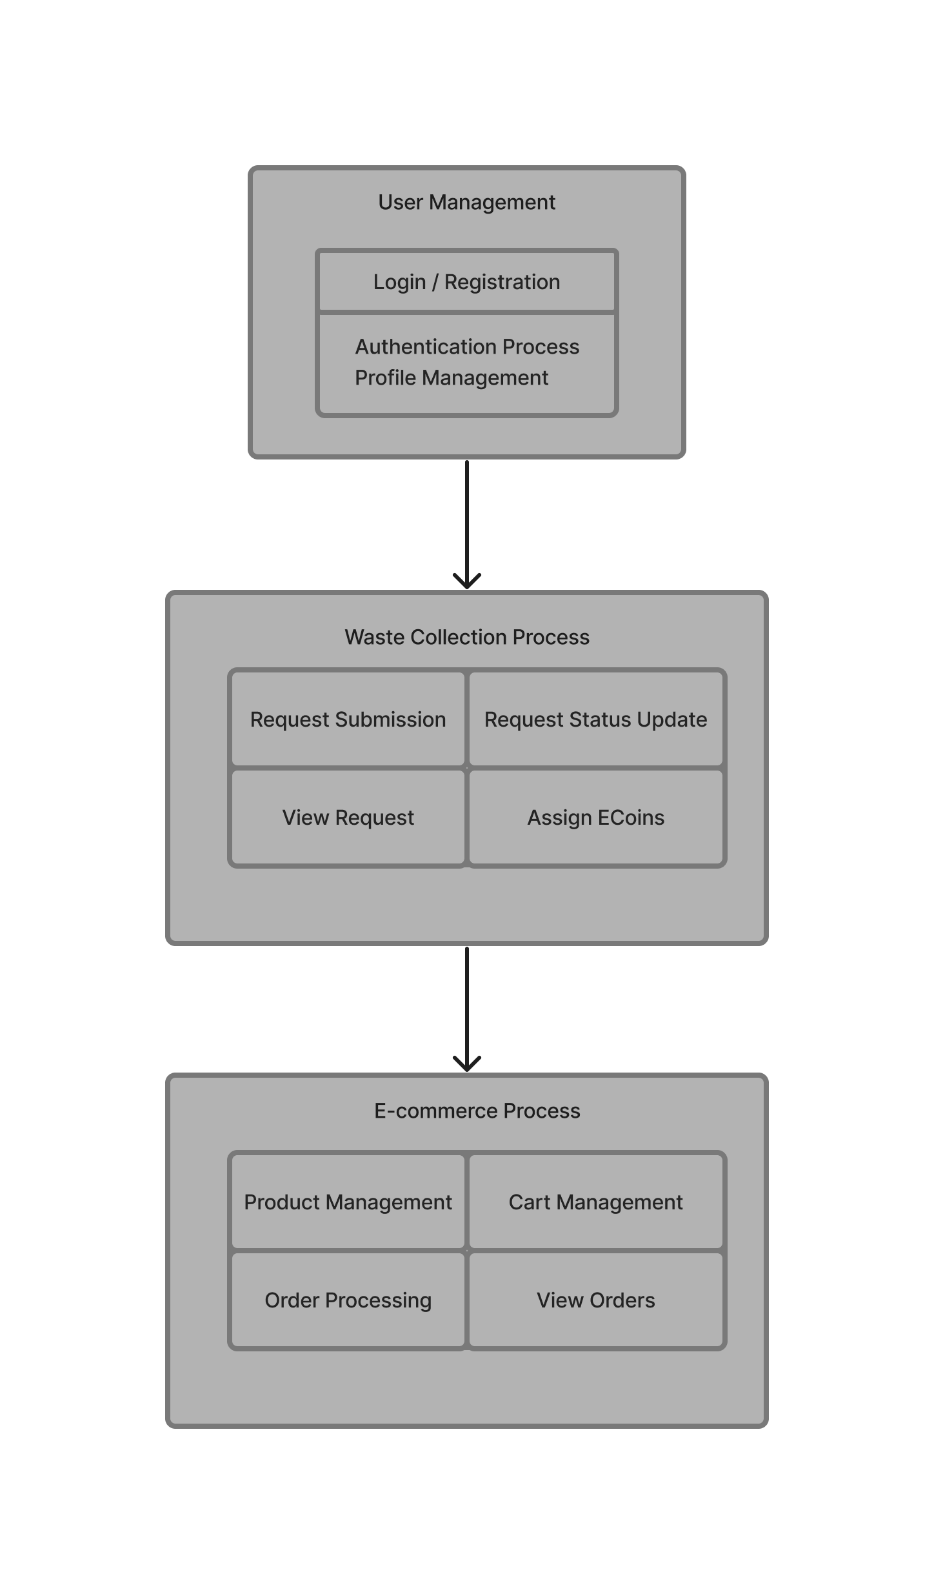 User Management
Login / Registration
Authentication Process
Profile Management
Waste Collection Process
Request Submission
Request Status Update
View Request
Assign ECoins
E-commerce Process
Product Management
Cart Management
Order Processing
View Orders